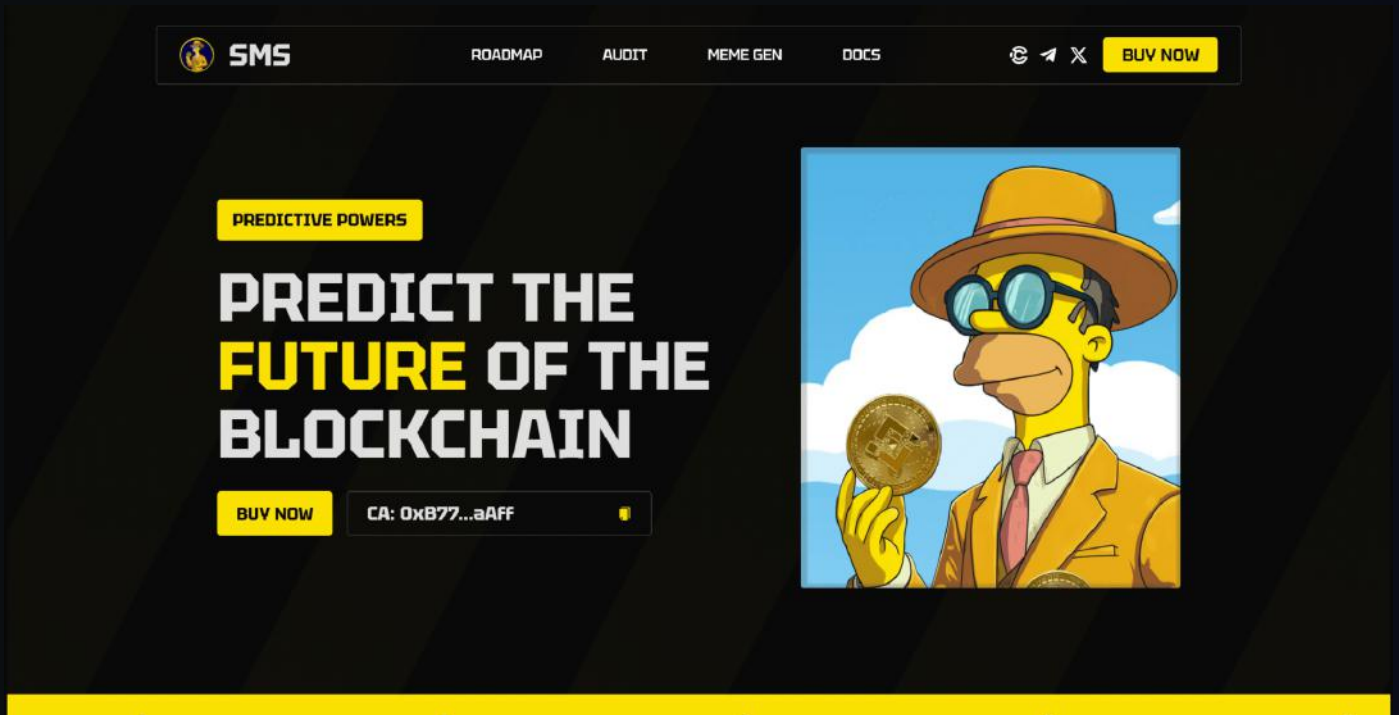 SMS
ROADMAP
AUDIT
MEME GEN
DOCS
BUY NOW
PREDICTIVE POWERS
PREDICT THE
FUTURE OF THE
BLOCKCHAIN
BUY NOW
CA: 0xB77...aAff